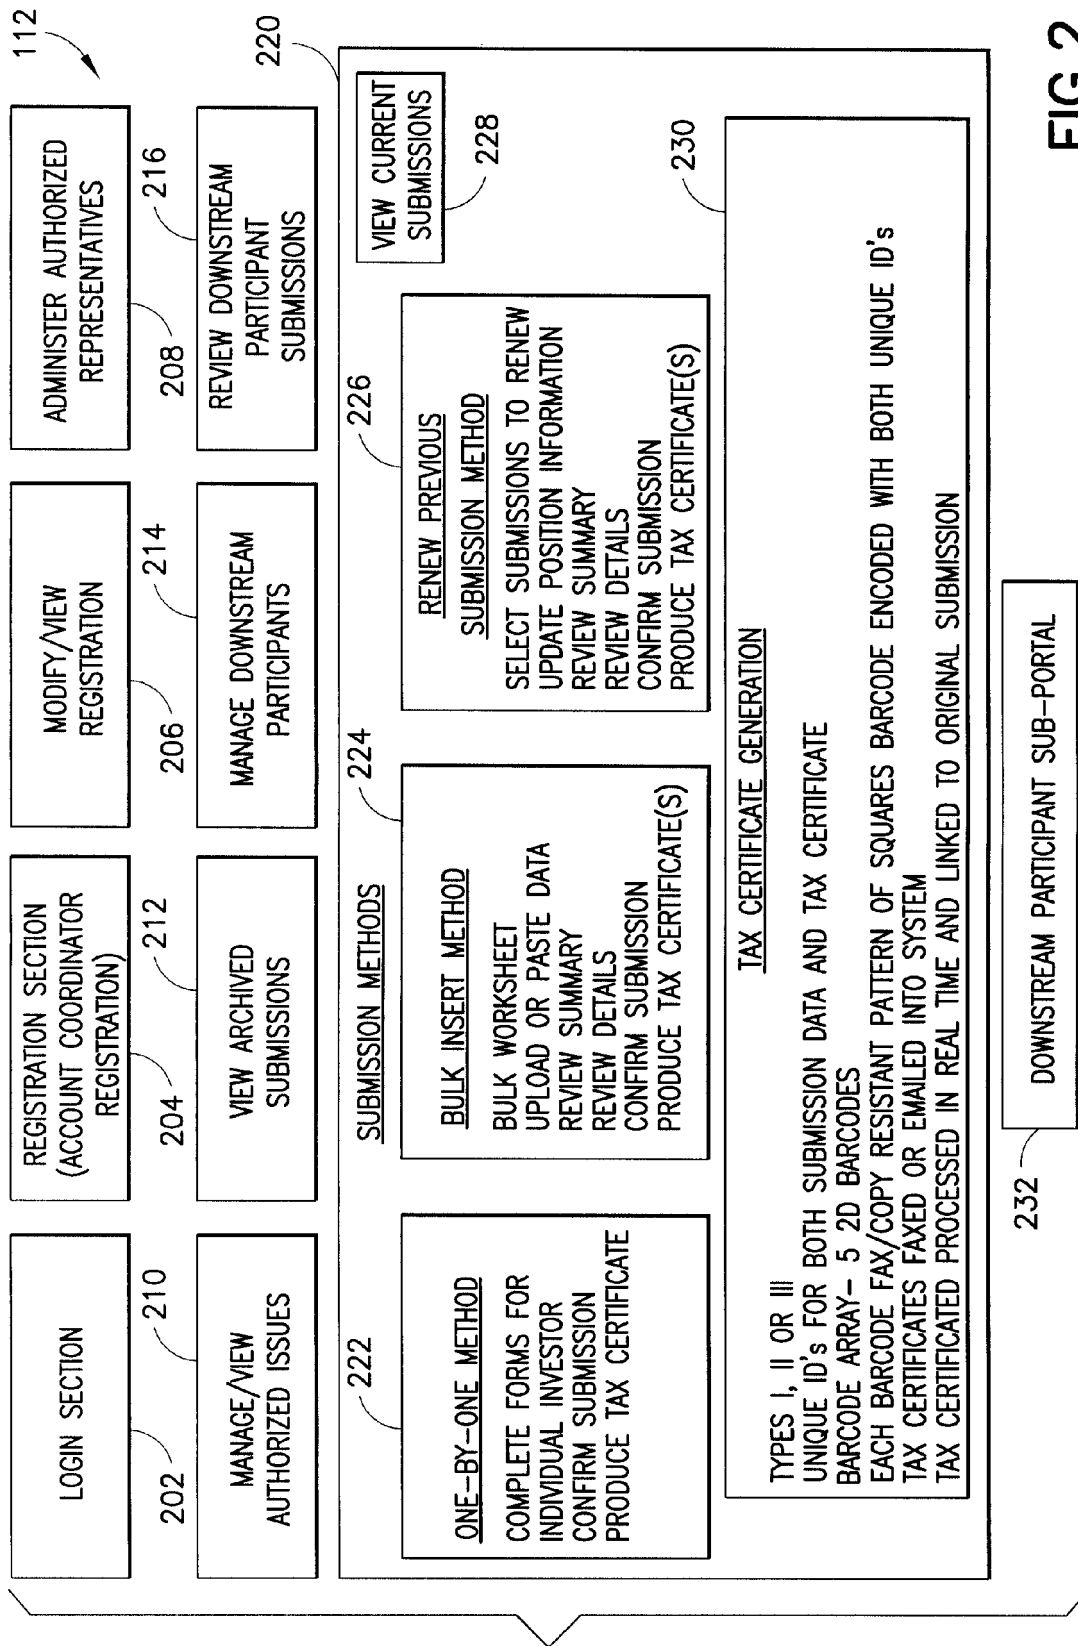 112
LOGIN SECTION
202
REGISTRATION SECTION
(ACCOUNT COORDINATOR
REGISTRATION)
204
MODIFY/VIEW
REGISTRATION
206
ADMINISTER AUTHORIZED
REPRESENTATIVES
208
210
MANAGE/VIEW
AUTHORIZED ISSUES
212
VIEW ARCHIVED
SUBMISSIONS
214
MANAGE DOWNSTREAM
PARTICIPANTS
216
REVIEW DOWNSTREAM
PARTICIPANT
SUBMISSIONS
220
SUBMISSION METHODS
222
ONE-BY-ONE METHOD
COMPLETE FORMS FOR
INDIVIDUAL INVESTOR
CONFIRM SUBMISSION
PRODUCE TAX CERTIFICATE
224
BULK INSERT METHOD
BULK WORKSHEET
UPLOAD OR PASTE DATA
REVIEW SUMMARY
REVIEW DETAILS
CONFIRM SUBMISSION
PRODUCE TAX CERTIFICATE(S)
226
RENEW PREVIOUS
SUBMISSION METHOD
SELECT SUBMISSIONS TO RENEW
UPDATE POSITION INFORMATION
REVIEW SUMMARY
REVIEW DETAILS
CONFIRM SUBMISSION
PRODUCE TAX CERTIFICATE(S)
VIEW CURRENT
SUBMISSIONS
228
230
TAX CERTIFICATE GENERATION
TYPES I, II OR III
UNIQUE ID's FOR BOTH SUBMISSION DATA AND TAX CERTIFICATE
BARCODE ARRAY- 5 2D BARCODES
EACH BARCODE FAX/COPY RESISTANT PATTERN OF SQUARES BARCODE ENCODED WITH BOTH UNIQUE ID's
TAX CERTIFICATES FAXED OR EMAILED INTO SYSTEM
TAX CERTIFICATED PROCESSED IN REAL TIME AND LINKED TO ORIGINAL SUBMISSION
DOWNSTREAM PARTICIPANT SUB-PORTAL
232
FIG.2